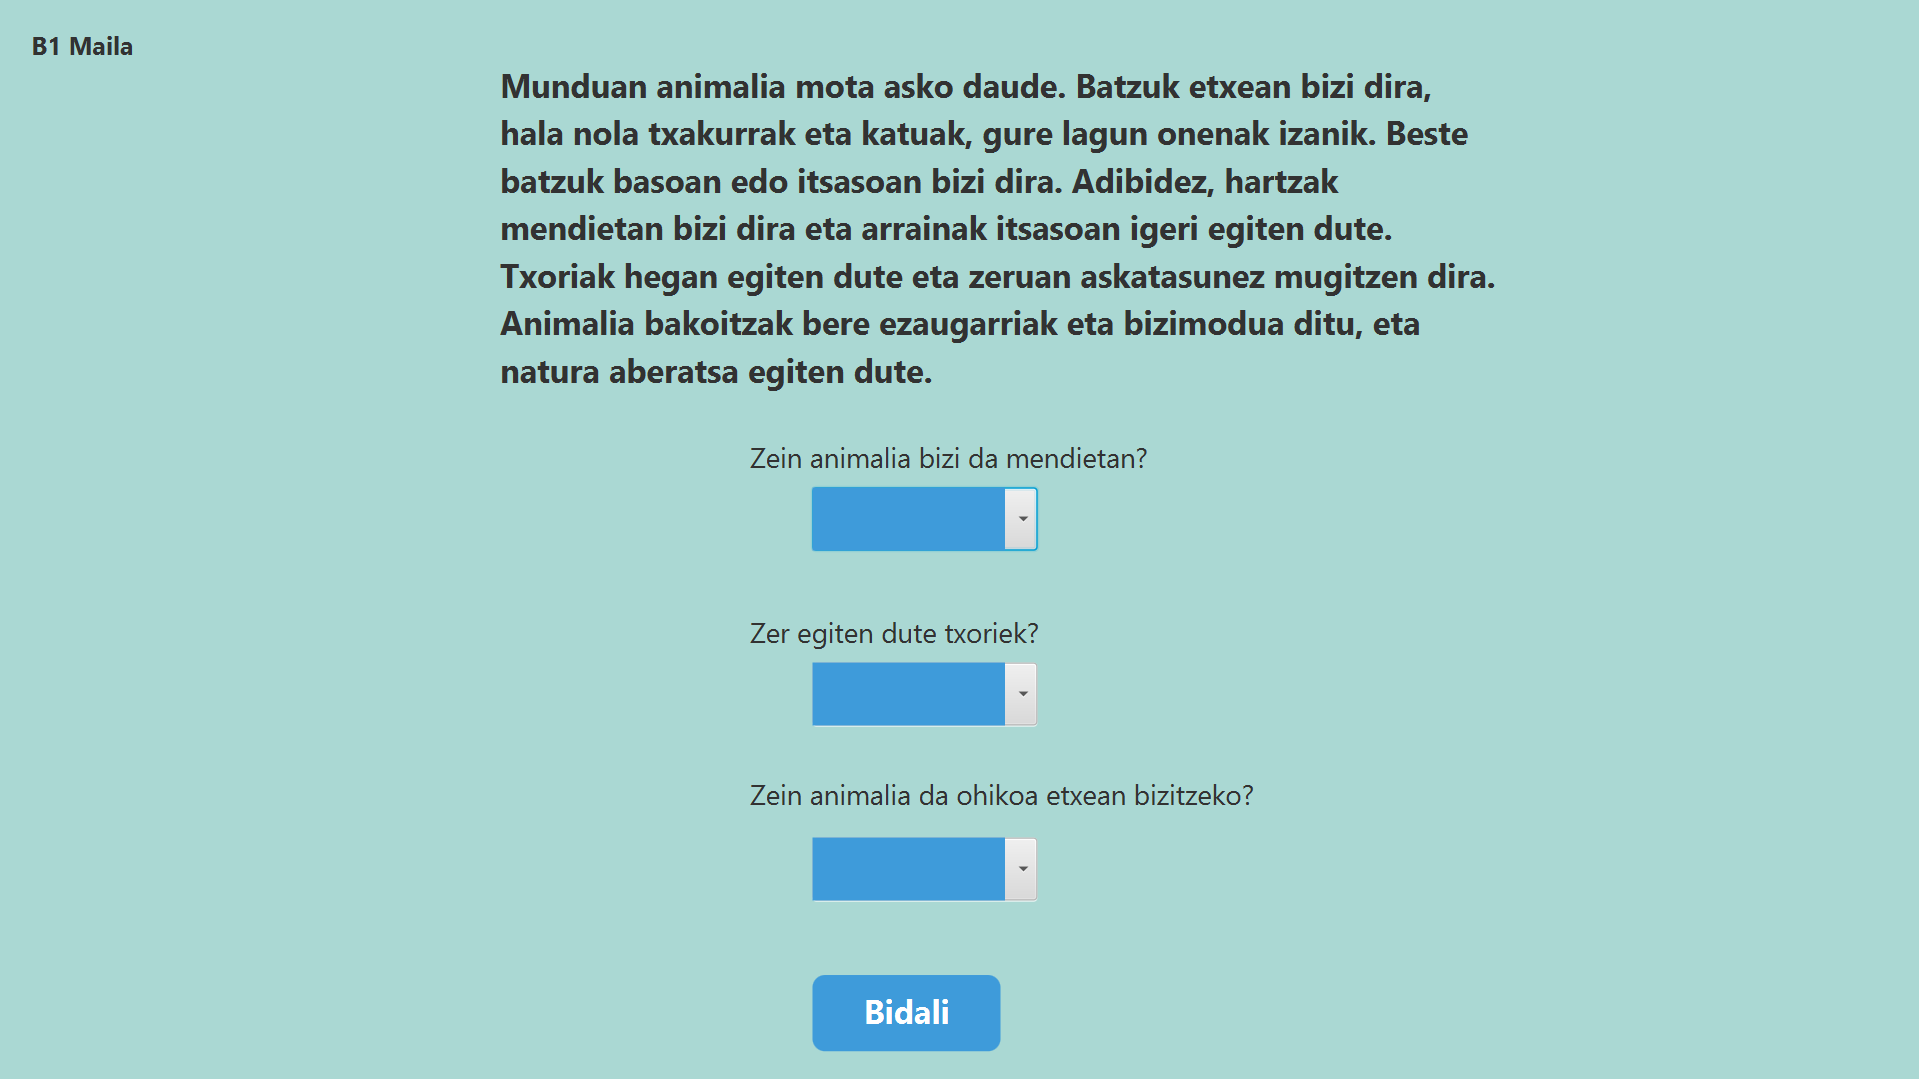 B1 Maila
Munduan animalia mota asko daude. Batzuk etxean bizi dira,
hala nola txakurrak eta katuak, gure lagun onenak izanik. Beste
batzuk basoan edo itsasoan bizi dira. Adibidez, hartzak
mendietan bizi dira eta arrainak itsasoan igeri egiten dute.
Txoriak hegan egiten dute eta zeruan askatasunez mugitzen dira.
Animalia bakoitzak bere ezaugarriak eta bizimodua ditu, eta
natura aberatsa egiten dute.
Zein animalia bizi da mendietan?
Zer egiten dute txoriek?
Zein animalia da ohikoa etxean bizitzeko?
Bidali